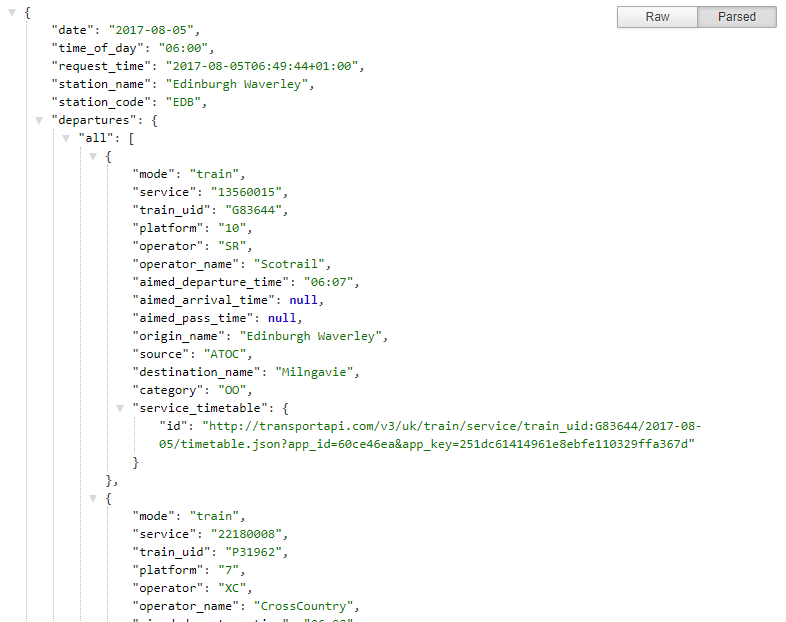 Raw Parsed
{
"date": "2017-08-05",
"time_of_day": "06:00",
"request_time": "2017-08-05T06:49:44+01:00",
"station_name": "Edinburgh Waverley",
"station_code": "EDB",
"departures": {
"all": [
{
"mode": "train",
"service": "13560015",
"train_uid": "G83644",
"platform": "10",
"operator": "SR",
"operator_name": "Scotrail",
"aimed_departure_time": "06:07",
"aimed_arrival_time": null,
"aimed_pass_time": null,
"origin_name": "Edinburgh Waverley",
"source": "ATOC",
"destination_name": "Milngavie",
"category": "OO",
"service_timetable": {
"id": "http://transportapi.com/v3/uk/train/service/train_uid:G83644/2017-08-
05/timetable.json?app_id=60ce46ea&app_key=251dc61414961e8ebfe110329ffa367d"
}
},
{
"mode": "train",
"service": "22180008",
"train_uid": "P31962",
"platform": "7",
"operator": "XC",
"operator_name": "CrossCountry",